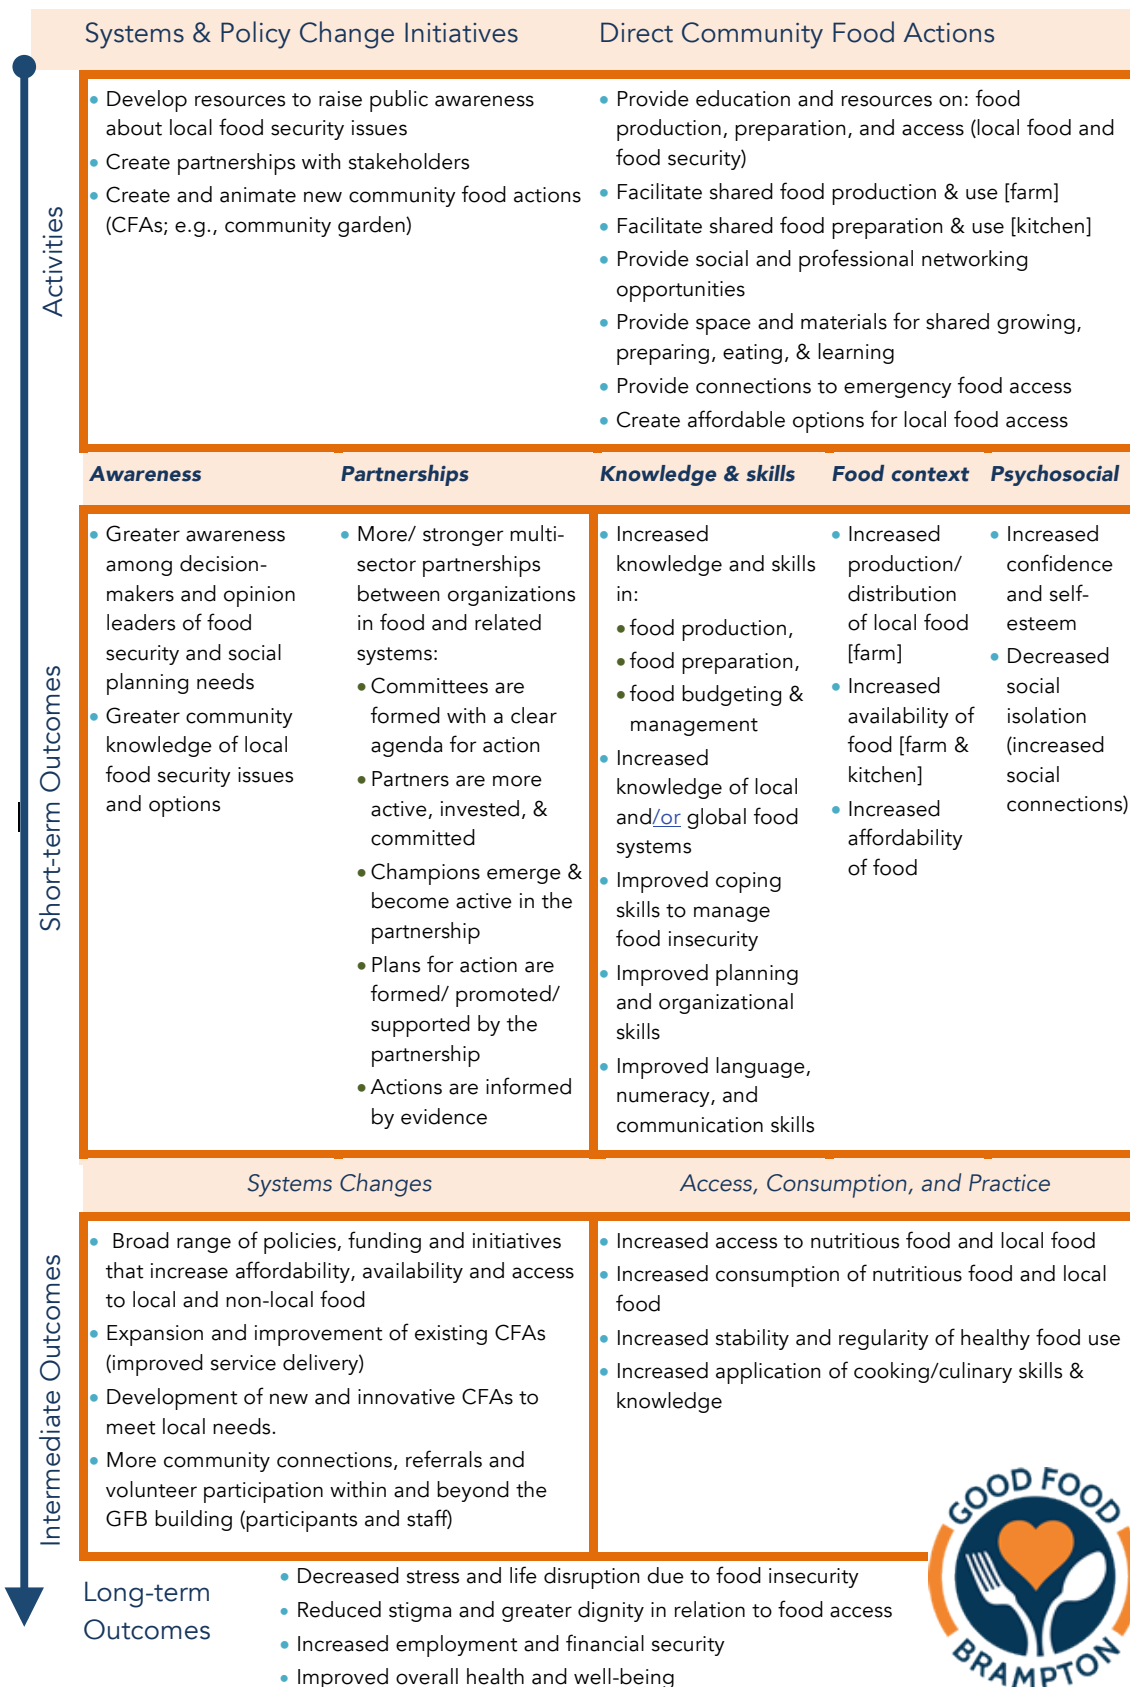 Systems & Policy Change Initiatives
Direct Community Food Actions
Activities
• Develop resources to raise public awareness
about local food security issues
• Create partnerships with stakeholders
• Create and animate new community food actions
(CFAs; e.g., community garden)
• Provide education and resources on: food
production, preparation, and access (local food and
food security)
• Facilitate shared food production & use [farm]
• Facilitate shared food preparation & use [kitchen]
• Provide social and professional networking
opportunities
• Provide space and materials for shared growing,
preparing, eating, & learning
• Provide connections to emergency food access
• Create affordable options for local food access
Short-term Outcomes
Awareness
• Greater awareness
among decision-
makers and opinion
leaders of food
security and social
planning needs
• Greater community
knowledge of local
food security issues
and options
Partnerships
• More/ stronger multi-
sector partnerships
between organizations
in food and related
systems:
• Committees are
formed with a clear
agenda for action
• Partners are more
active, invested, &
committed
• Champions emerge &
become active in the
partnership
• Plans for action are
formed/ promoted/
supported by the
partnership
• Actions are informed
by evidence
Knowledge & skills
• Increased
knowledge and skills
in:
• food production,
• food preparation,
• food budgeting &
management
• Increased
knowledge of local
and/or global food
systems
• Improved coping
skills to manage
food insecurity
• Improved planning
and organizational
skills
• Improved language,
numeracy, and
communication skills
Food context
• Increased
production/
distribution
of local food
[farm]
• Increased
availability of
food [farm &
kitchen]
• Increased
affordability
of food
Psychosocial
• Increased
confidence
and self-
esteem
• Decreased
social
isolation
(increased
social
connections)
Intermediate Outcomes
Systems Changes
• Broad range of policies, funding and initiatives
that increase affordability, availability and access
to local and non-local food
• Expansion and improvement of existing CFAs
(improved service delivery)
• Development of new and innovative CFAs to
meet local needs.
• More community connections, referrals and
volunteer participation within and beyond the
GFB building (participants and staff)
Access, Consumption, and Practice
• Increased access to nutritious food and local food
• Increased consumption of nutritious food and local
food
• Increased stability and regularity of healthy food use
• Increased application of cooking/culinary skills &
knowledge
Long-term
Outcomes
• Decreased stress and life disruption due to food insecurity
• Reduced stigma and greater dignity in relation to food access
• Increased employment and financial security
• Improved overall health and well-being
GOOD FOOD
BRAMPTON